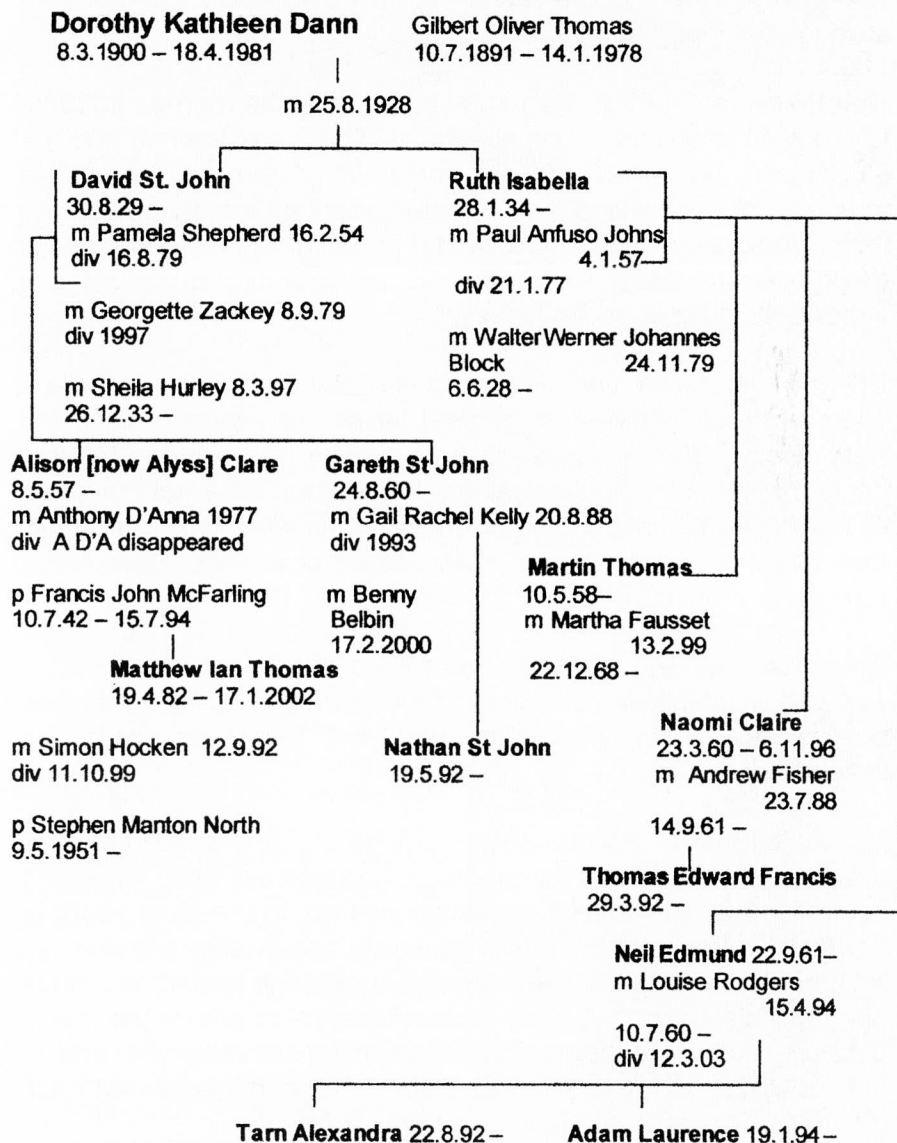 Dorothy Kathleen Dann
8.3.1900 – 18.4.1981
Gilbert Oliver Thomas
10.7.1891 – 14.1.1978
m 25.8.1928
David St. John
30.8.29 –
m Pamela Shepherd 16.2.54
div 16.8.79
m Georgette Zackey 8.9.79
div 1997
m Sheila Hurley 8.3.97
26.12.33 –
Ruth Isabella
28.1.34 –
m Paul Anfuso Johns
4.1.57
div 21.1.77
m Walter Werner Johannes
Block 24.11.79
6.6.28 –
Alison [now Alyss] Clare
8.5.57 –
m Anthony D'Anna 1977
div A D'A disappeared
p Francis John McFarling
10.7.42 – 15.7.94
Matthew Ian Thomas
19.4.82 – 17.1.2002
m Simon Hocken 12.9.92
div 11.10.99
p Stephen Manton North
9.5.1951 –
Gareth St John
24.8.60 –
m Gail Rachel Kelly 20.8.88
div 1993
m Benny
Belbin
17.2.2000
Nathan St John
19.5.92 –
Martin Thomas
10.5.58–
m Martha Fausset
13.2.99
22.12.68 –
Naomi Claire
23.3.60 – 6.11.96
m Andrew Fisher
23.7.88
14.9.61 –
Thomas Edward Francis
29.3.92 –
Neil Edmund 22.9.61–
m Louise Rodgers
15.4.94
10.7.60 –
div 12.3.03
Tarn Alexandra 22.8.92 –
Adam Laurence 19.1.94 –